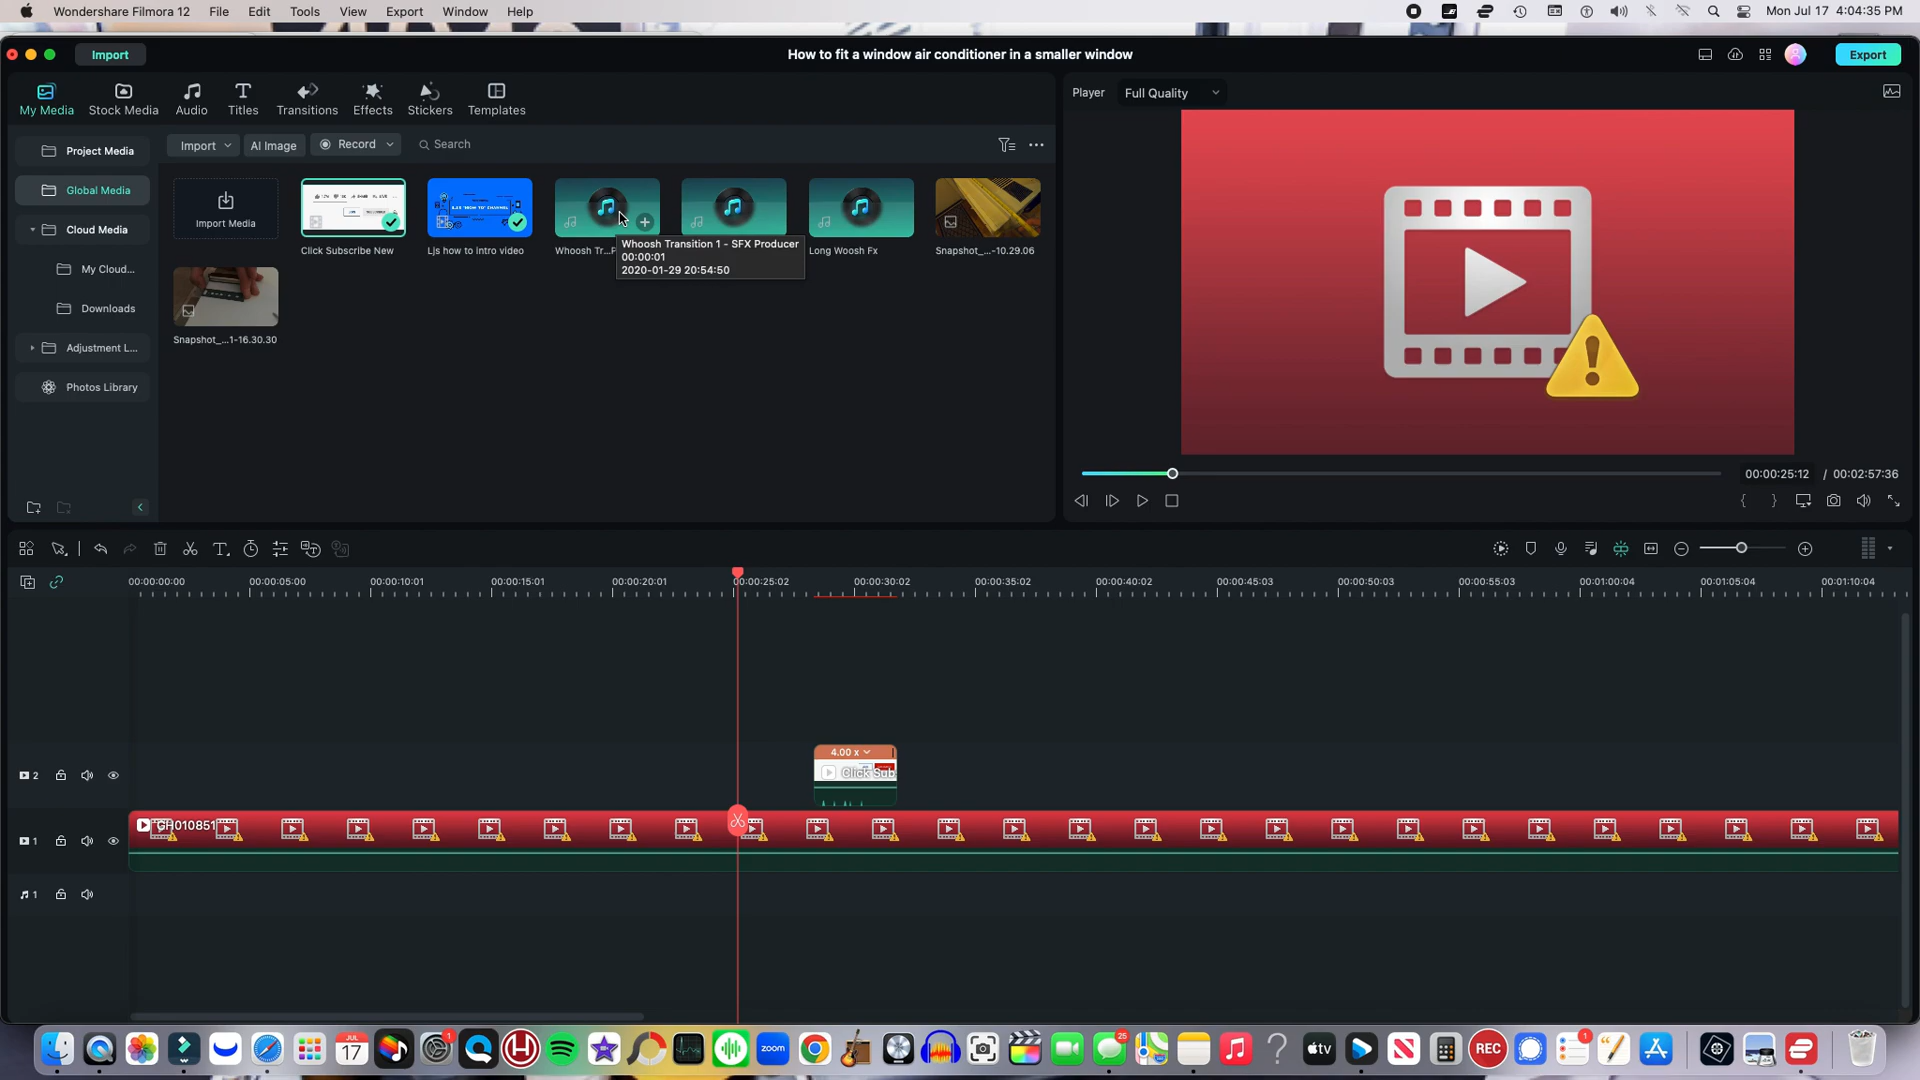 Wondershare Filmora 12 File Edit Tools View Export Window Help Mon Jul 17 4:04:35 PM
Import How to fit a window air conditioner in a smaller window Export
My Media Stock Media Audio Titles Transitions Effects Stickers Templates
Player Full Quality
Project Media
Import AI Image Record Search
Global Media
Cloud Media
My Cloud...
Downloads
Adjustment L...
Photos Library
Import Media
Click Subscribe New
Ljs how to Intro video
Whoosh Tr...
Long Woosh Fx
Snapshot_...-10.29.06
Whoosh Transition 1 - SFX Producer
00:00:01
2020-01-29 20:54:50
Snapshot_...1-16.30.30
00:00:25:12 / 00:02:57:36
00:00:00:00 00:00:05:00 00:00:10:01 00:00:15:01 00:00:20:01 00:00:25:02 00:00:30:02 00:00:35:02 00:00:40:02 00:00:45:03 00:00:50:03 00:00:55:03 00:01:00:04 00:01:05:04 00:01:10:04
4.00 x
2 Click Sub
GH010851
1
1
JUL
17
1
zoom
25
tv
REC
1